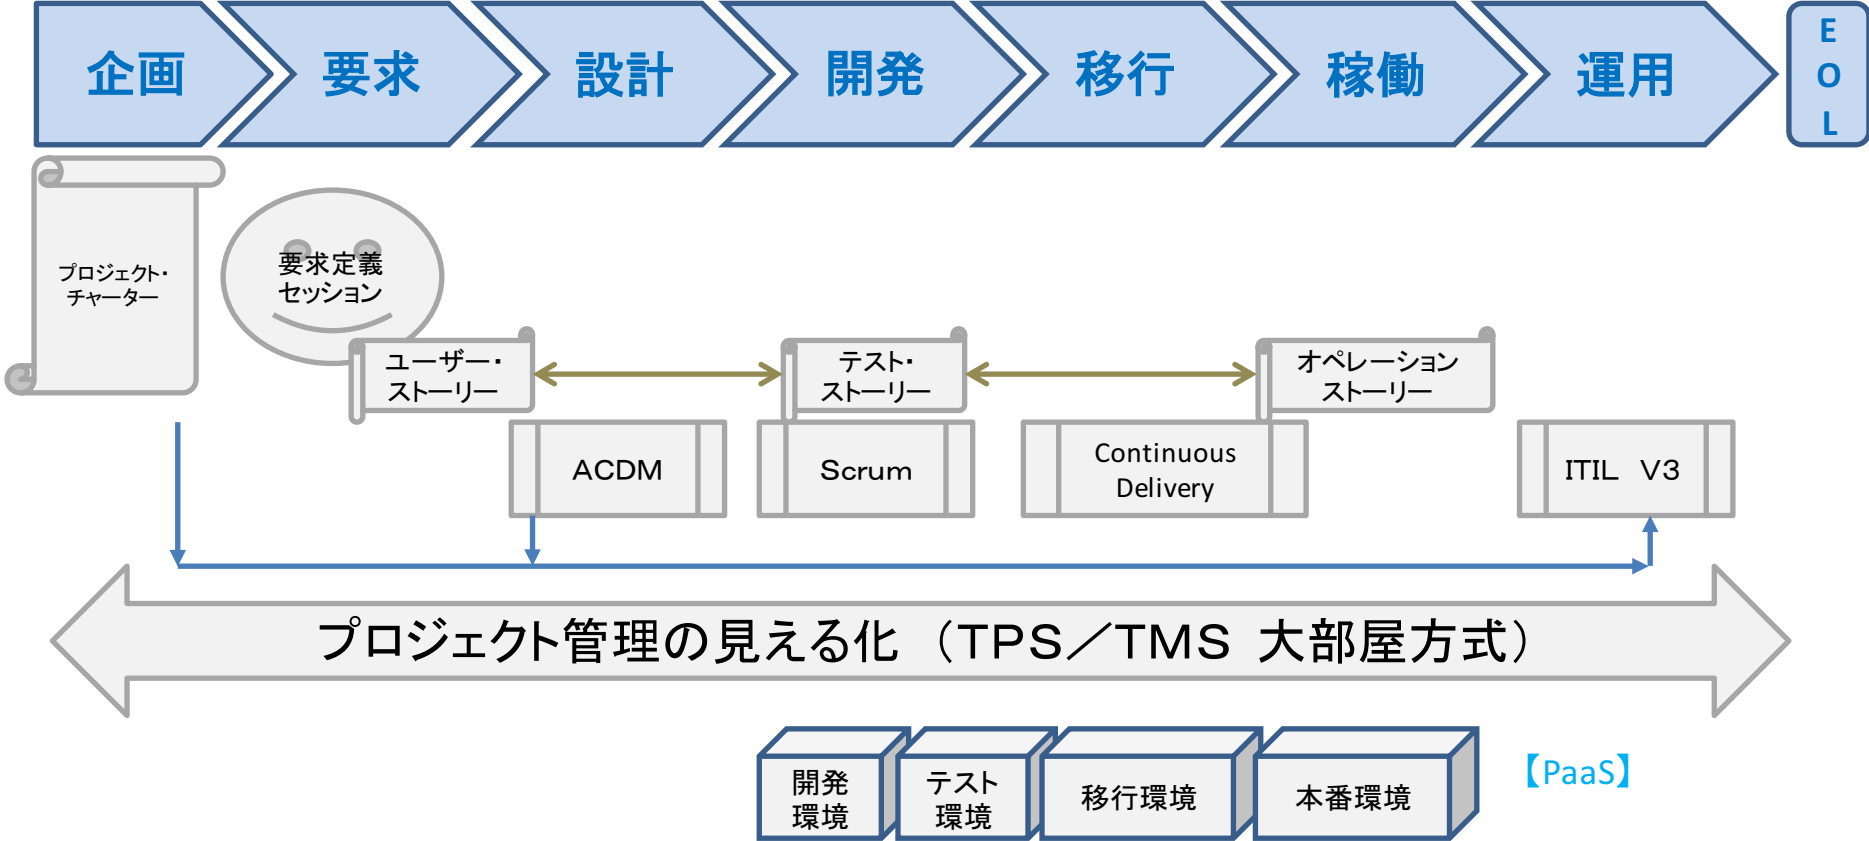 企画
要求
設計
開発
移行
稼働
運用
E
O
L
プロジェクト・
チャーター
要求定義
セッション
ユーザー・
ストーリー
テスト・
ストーリー
オペレーション
ストーリー
ACDM
Scrum
Continuous
Delivery
ITIL V3
プロジェクト管理の見える化 （TPS／TMS 大部屋方式）
開発
環境
テスト
環境
移行環境
本番環境
【PaaS】